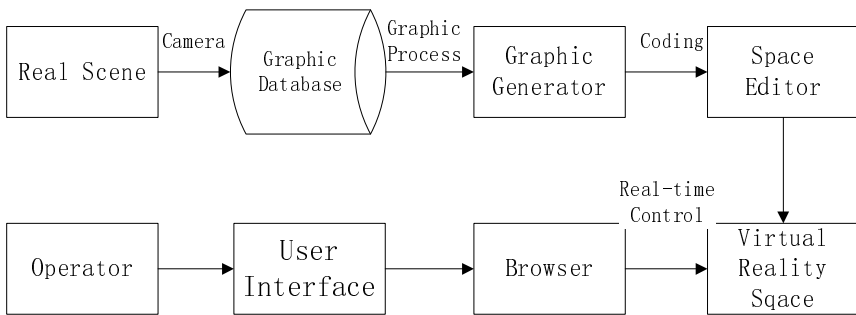 Real Scene
Camera
Graphic
Database
Graphic
Process
Graphic
Generator
Coding
Space
Editor
Operator
User
Interface
Browser
Real-time
Control
Virtual
Reality
Sqace